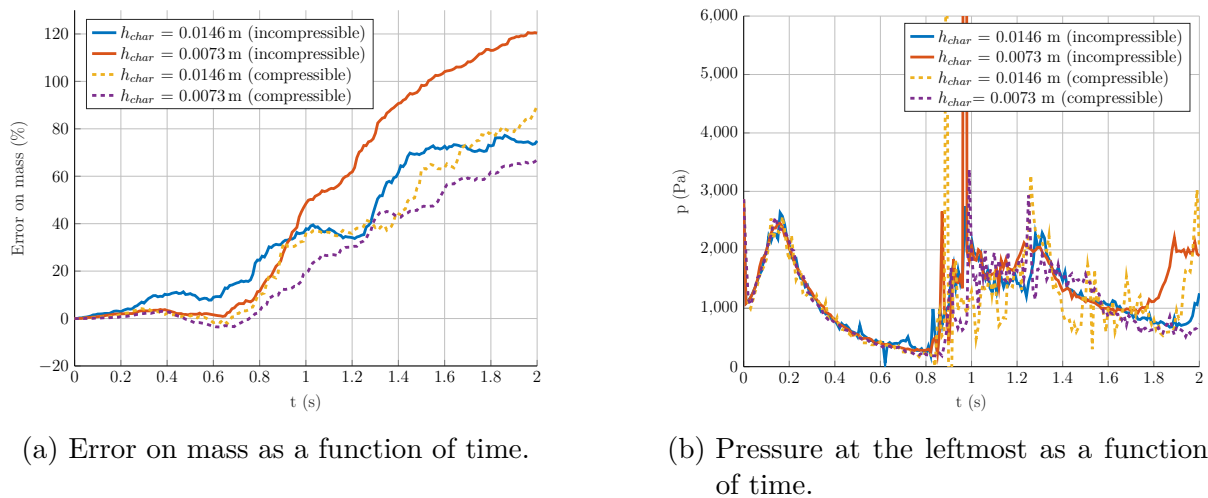 120
100
80
60
40
20
0
−20
0
0.2
0.4
0.6
0.8
1
1.2
1.4
1.6
1.8
2
t (s)
Error on mass (%)
h_char = 0.0146 m (incompressible)
h_char = 0.0073 m (incompressible)
h_char = 0.0146 m (compressible)
h_char = 0.0073 m (compressible)
(a) Error on mass as a function of time.
6,000
5,000
4,000
3,000
2,000
1,000
0
0
0.2
0.4
0.6
0.8
1
1.2
1.4
1.6
1.8
2
t (s)
p (Pa)
h_char = 0.0146 m (incompressible)
h_char = 0.0073 m (incompressible)
h_char = 0.0146 m (compressible)
h_char= 0.0073 m (compressible)
(b) Pressure at the leftmost as a function
of time.